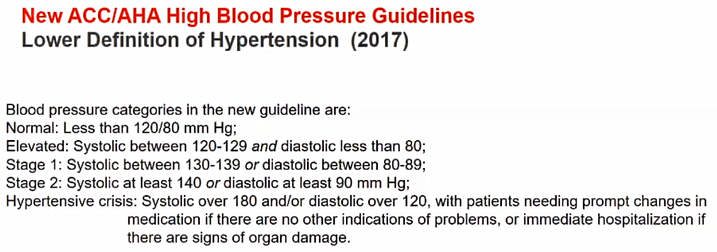 New ACC/AHA High Blood Pressure Guidelines
Lower Definition of Hypertension (2017)
Blood pressure categories in the new guideline are:
Normal: Less than 120/80 mm Hg;
Elevated: Systolic between 120-129 and diastolic less than 80;
Stage 1: Systolic between 130-139 or diastolic between 80-89;
Stage 2: Systolic at least 140 or diastolic at least 90 mm Hg;
Hypertensive crisis: Systolic over 180 and/or diastolic over 120, with patients needing prompt changes in
medication if there are no other indications of problems, or immediate hospitalization if
there are signs of organ damage.